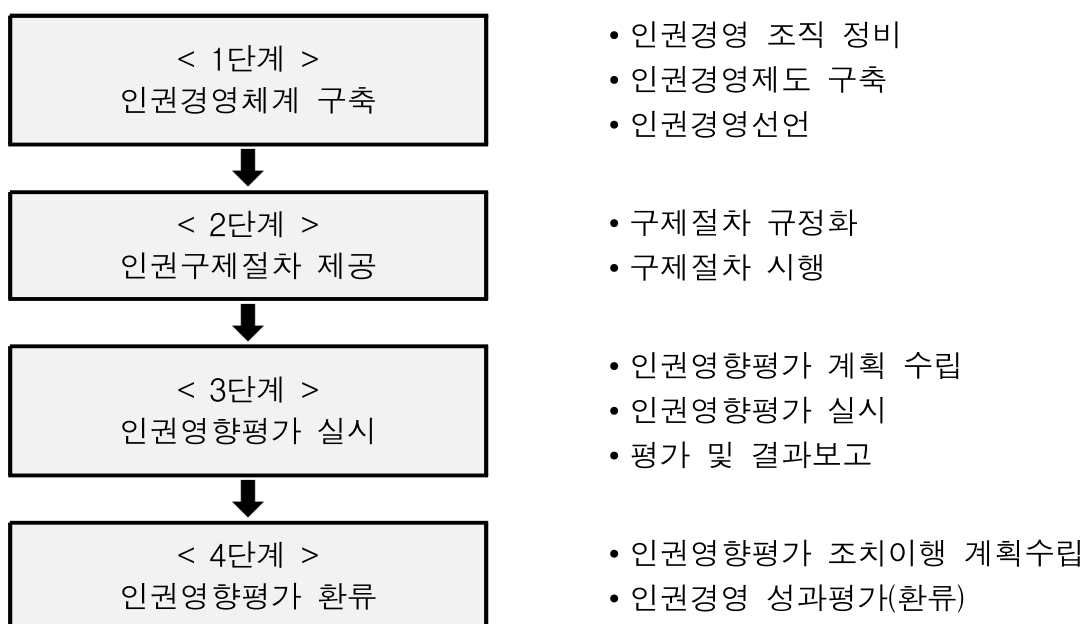 < 1단계 >
인권경영체계 구축
• 인권경영 조직 정비
• 인권경영제도 구축
• 인권경영선언
< 2단계 >
인권구제절차 제공
• 구제절차 규정화
• 구제절차 시행
< 3단계 >
인권영향평가 실시
• 인권영향평가 계획 수립
• 인권영향평가 실시
• 평가 및 결과보고
< 4단계 >
인권영향평가 환류
• 인권영향평가 조치이행 계획수립
• 인권경영 성과평가(환류)